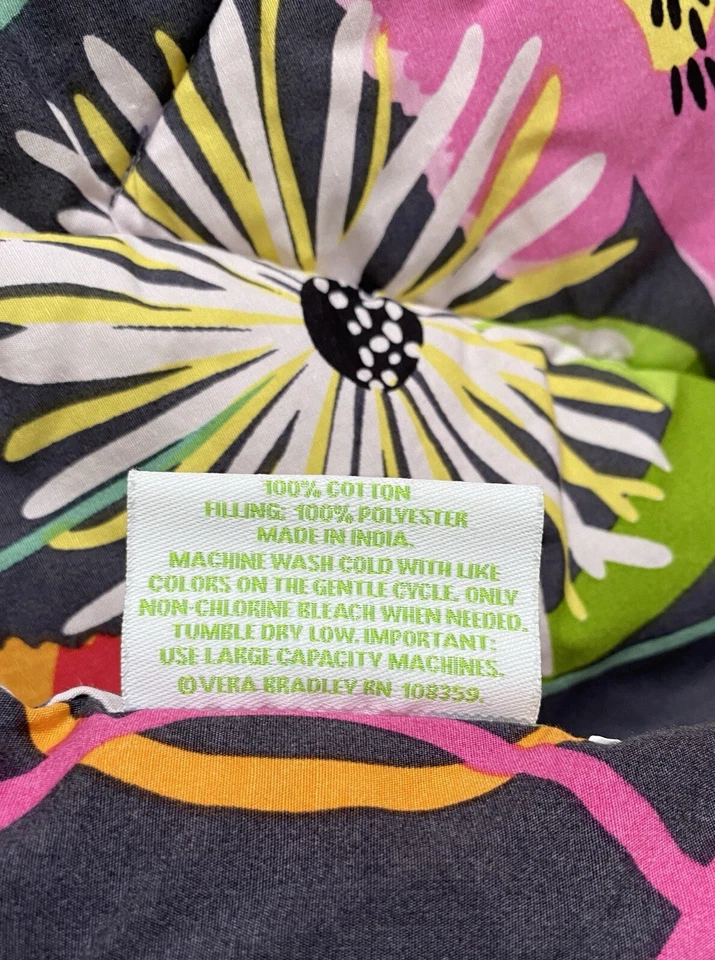 100% COTTON
FILLING: 100% POLYESTER
MADE IN INDIA.
MACHINE WASH COLD WITH LIKE
COLORS ON THE GENTLE CYCLE. ONLY
NON-CHLORINE BLEACH WHEN NEEDED.
TUMBLE DRY LOW. IMPORTANT:
USE LARGE CAPACITY MACHINES.
©VERA BRADLEY RN 108359.